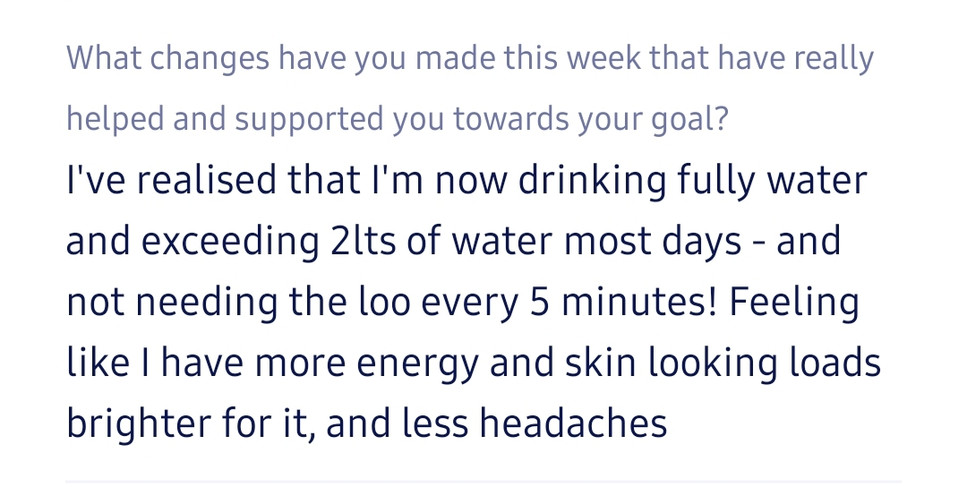 What changes have you made this week that have really
helped and supported you towards your goal?
I've realised that I'm now drinking fully water
and exceeding 2lts of water most days - and
not needing the loo every 5 minutes! Feeling
like I have more energy and skin looking loads
brighter for it, and less headaches